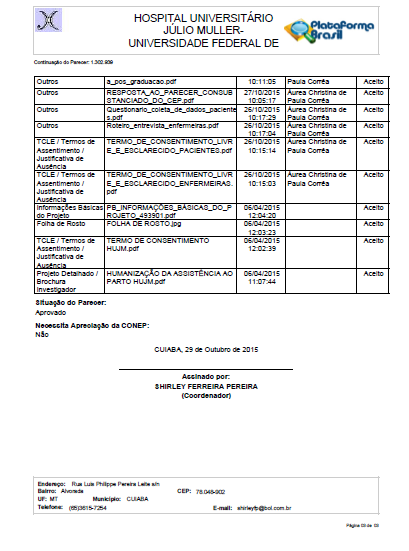 HOSPITAL UNIVERSITÁRIO
JÚLIO MULLER-
UNIVERSIDADE FEDERAL DE
Plataforma
Brasil
Continuação do Parecer: 1.302.809
Outros a_pos_graduacao.pdf 10:11:05 Paula Corrêa Aceito
Outros RESPOSTA_AO_PARECER_CONSUB 27/10/2015 Áurea Christina de Aceito
STANCIADO_DO_CEP.pdf 10:05:17 Paula Corrêa
Outros Questionario_coleta_de_dados_paciente 26/10/2015 Áurea Christina de Aceito
s.pdf 10:17:29 Paula Corrêa
Outros Roteiro_entrevista_enfermeiras.pdf 26/10/2015 Áurea Christina de Aceito
10:17:04 Paula Corrêa
TCLE / Termos de TERMO_DE_CONSENTIMENTO_LIVR 26/10/2015 Áurea Christina de Aceito
Assentimento / E_E_ESCLARECIDO_PACIENTES.pdf 10:15:14 Paula Corrêa
Justificativa de
Ausência
TCLE / Termos de TERMO_DE_CONSENTIMENTO_LIVR 26/10/2015 Áurea Christina de Aceito
Assentimento / E_E_ESCLARECIDO_ENFERMEIRAS. 10:15:03 Paula Corrêa
Justificativa de pdf
Ausência
Informações Básicas PB_INFORMAÇÕES_BÁSICAS_DO_P 06/04/2015 Aceito
do Projeto ROJETO_493901.pdf 12:04:20
Folha de Rosto FOLHA DE ROSTO.jpg 06/04/2015 Aceito
12:03:23
TCLE / Termos de TERMO DE CONSENTIMENTO 06/04/2015 Aceito
Assentimento / HUJM.pdf 12:02:39
Justificativa de
Ausência
Projeto Detalhado / HUMANIZAÇÃO DA ASSISTÊNCIA AO 06/04/2015 Aceito
Brochura PARTO HUJM.pdf 11:07:44
Investigador
Situação do Parecer:
Aprovado
Necessita Apreciação da CONEP:
Não
CUIABA, 29 de Outubro de 2015
Assinado por:
SHIRLEY FERREIRA PEREIRA
(Coordenador)
Endereço: Rua Luis Philippe Pereira Leite s/n
Bairro: Alvorada CEP: 78.048-902
UF: MT Município: CUIABA
Telefone: (65)3615-7254 E-mail: shirleyfp@bol.com.br
Página 03 de 03